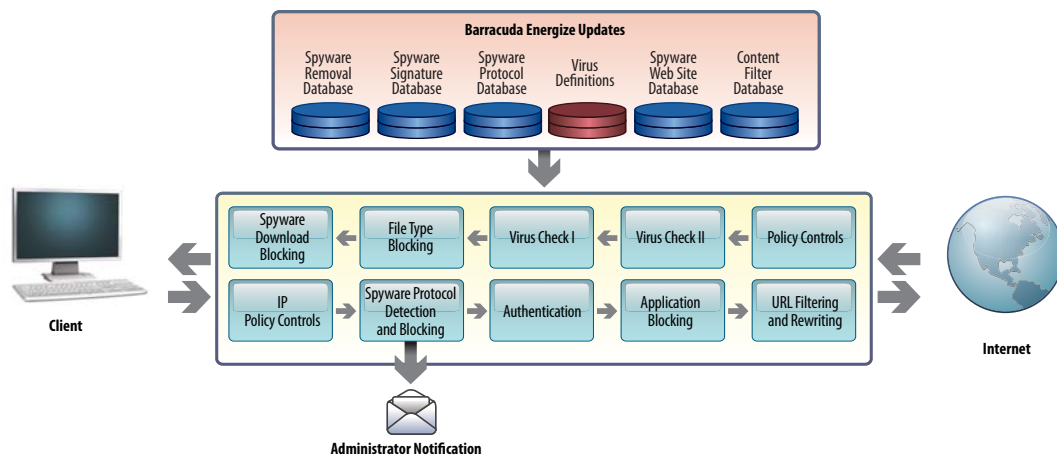 Barracuda Energize Updates
Spyware
Removal
Database
Spyware
Signature
Database
Spyware
Protocol
Database
Virus
Definitions
Spyware
Web Site
Database
Content
Filter
Database
Spyware
Download
Blocking
File Type
Blocking
Virus Check I
Virus Check II
Policy Controls
IP
Policy Controls
Spyware Protocol
Detection
and Blocking
Authentication
Application
Blocking
URL Filtering
and Rewriting
Client
Internet
Administrator Notification